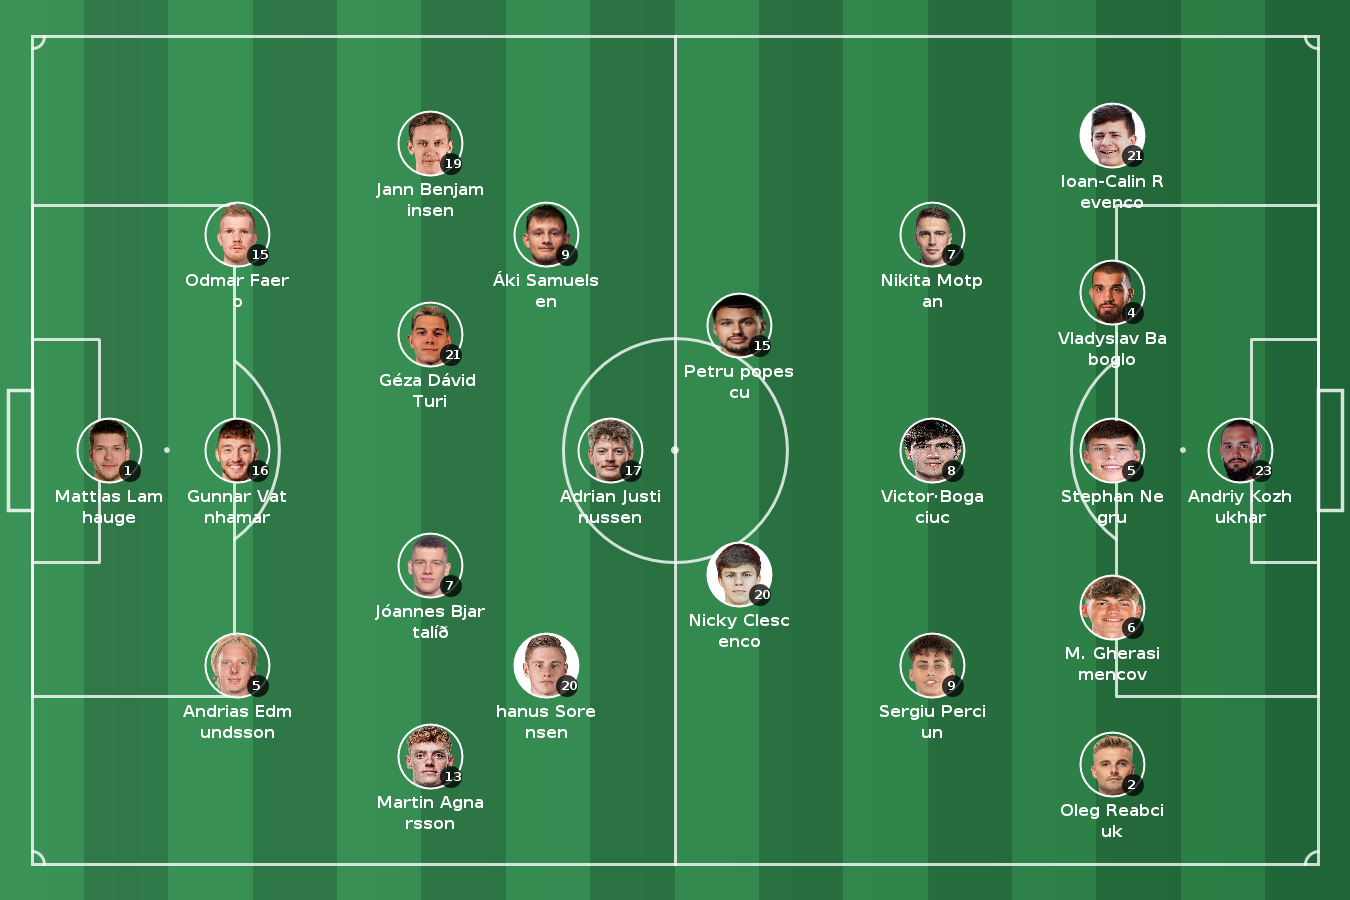 19
Jann Benjam
insen
15
Odmar Faer
o
9
Áki Samuels
en
21
Géza Dávid
Turi
1
Mattias Lam
hauge
16
Gunnar Vat
nhamar
17
Adrian Justi
nussen
7
Jóannes Bjar
talíð
5
Andrias Edm
undsson
20
hanus Sore
nsen
13
Martin Agna
rsson
21
Ioan-Calin R
evenco
7
Nikita Motp
an
4
Vladyslav Ba
boglo
15
Petru popes
cu
8
Victor·Boga
ciuc
5
Stephan Ne
gru
23
Andriy Kozh
ukhar
20
Nicky Clesc
enco
9
Sergiu Perci
un
6
M. Gherasi
mencov
2
Oleg Reabci
uk